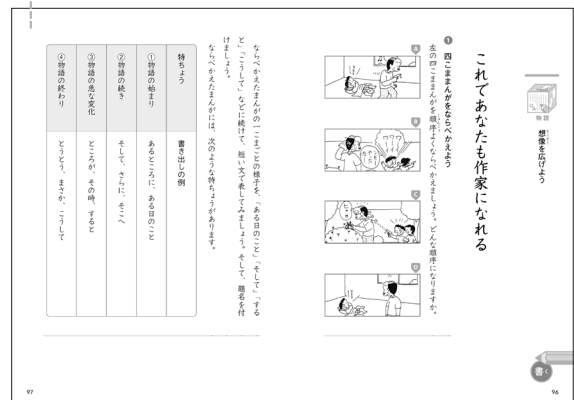 物語
想像を広げよう
これであなたも作家になれる
1 四こままんがをならべかえよう
左の四こままんがを順序よくならべかえましょう。どんな順序になりますか。
A
B
C
D
ならべかえたまんがの一こまごとの様子を、「ある日のこと」「そして」「する
と」「こうして」などに続けて、短い文で表してみましょう。そして、題名を付
けましょう。
ならべかえたまんがには、次のような特ちょうがあります。
特ちょう 書き出しの例
①物語の始まり あるところに、ある日のこと
②物語の続き そして、さらに、そこへ
③物語の急な変化 ところが、その時、すると
④物語の終わり とうとう、まさか、こうして
書く
96
97